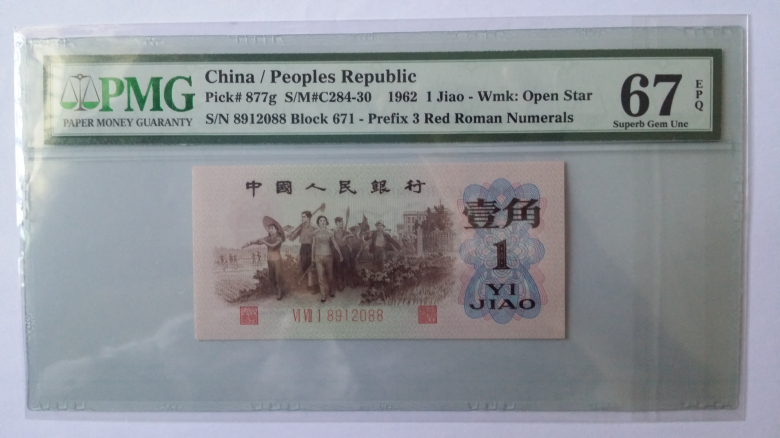 PMG
PAPER MONEY GUARANTY
China / Peoples Republic
Pick# 877g S/M#C284-30 1962 1 Jiao - Wmk: Open Star
S/N 8912088 Block 671 - Prefix 3 Red Roman Numerals
67 EPQ
Superb Gem Unc
中國人民銀行
壹角
1
YI
JIAO
VI VII I 8912088